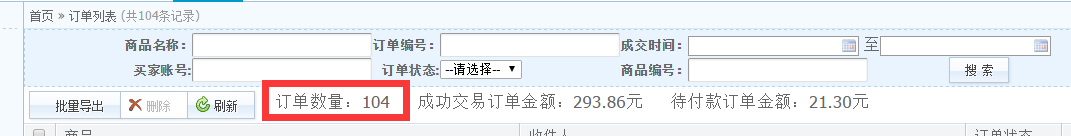 首页 » 订单列表 (共104条记录)
商品名称: 订单编号: 成交时间: 至
买家账号: 订单状态: --请选择-- 商品编号: 搜 索
批量导出 删除 刷新 订单数量：104 成功交易订单金额：293.86元 待付款订单金额：21.30元
商品 收件人 订单状态